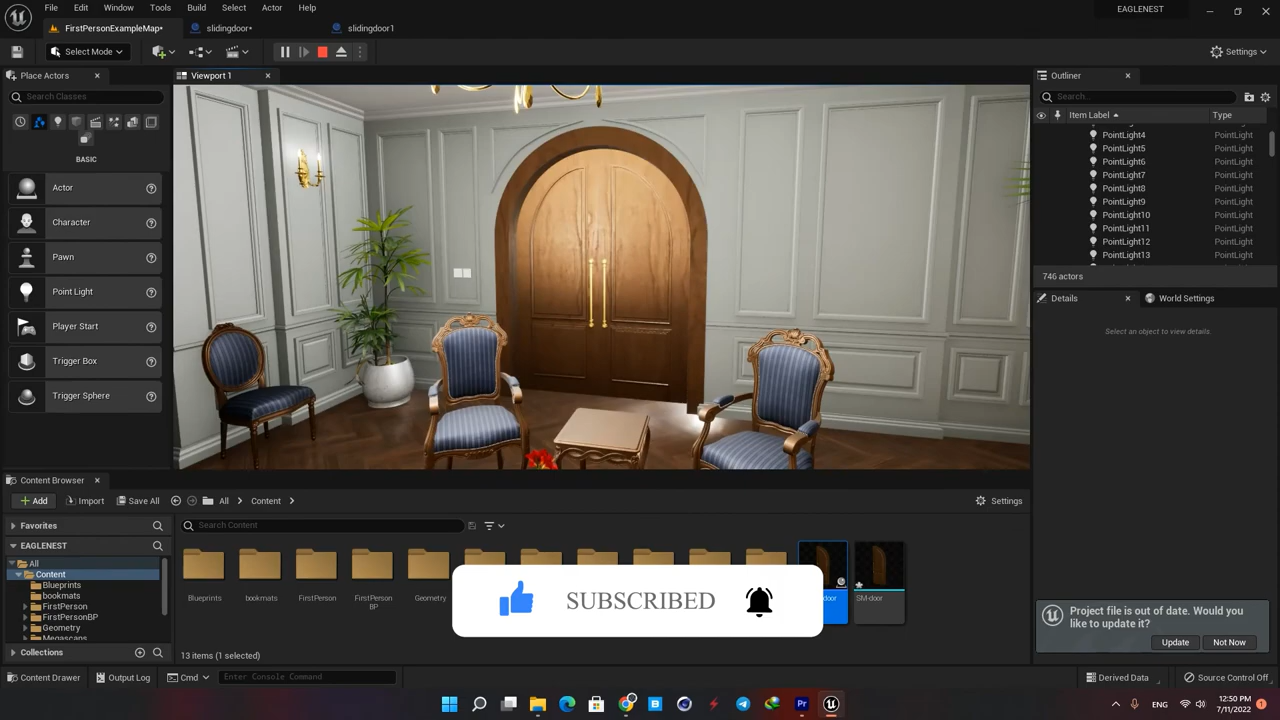 File Edit Window Tools Build Select Actor Help
EAGLENEST
FirstPersonExampleMap*
slidingdoor*
slidingdoor1
Select Mode
Settings
Place Actors
Viewport 1
Outliner
Search Classes
Search...
Item Label
Type
PointLight4 PointLight
PointLight5 PointLight
PointLight6 PointLight
PointLight7 PointLight
PointLight8 PointLight
PointLight9 PointLight
PointLight10 PointLight
PointLight11 PointLight
PointLight12 PointLight
PointLight13 PointLight
746 actors
BASIC
Actor
Character
Pawn
Point Light
Player Start
Trigger Box
Trigger Sphere
Details
World Settings
Select an object to view details.
Content Browser
Add
Import
Save All
All
Content
Settings
Favorites
Search Content
EAGLENEST
All
Content
Blueprints
bookmats
FirstPerson
FirstPersonBP
Geometry
Megascans
Collections
Blueprints
bookmats
FirstPerson
FirstPerson
BP
Geometry
door
SM-door
SUBSCRIBED
13 items (1 selected)
Project file is out of date. Would you
like to update it?
Update
Not Now
Content Drawer
Output Log
Cmd
Enter Console Command
Derived Data
Source Control Off
ENG
12:50 PM
7/11/2022